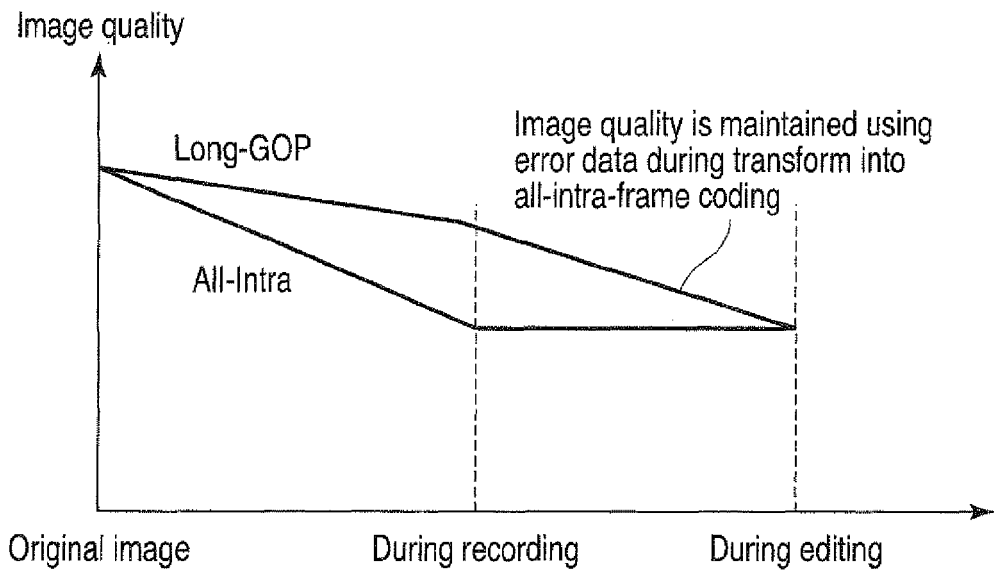 Image quality
Long-GOP
Image quality is maintained using
error data during transform into
all-intra-frame coding
All-Intra
Original image
During recording
During editing